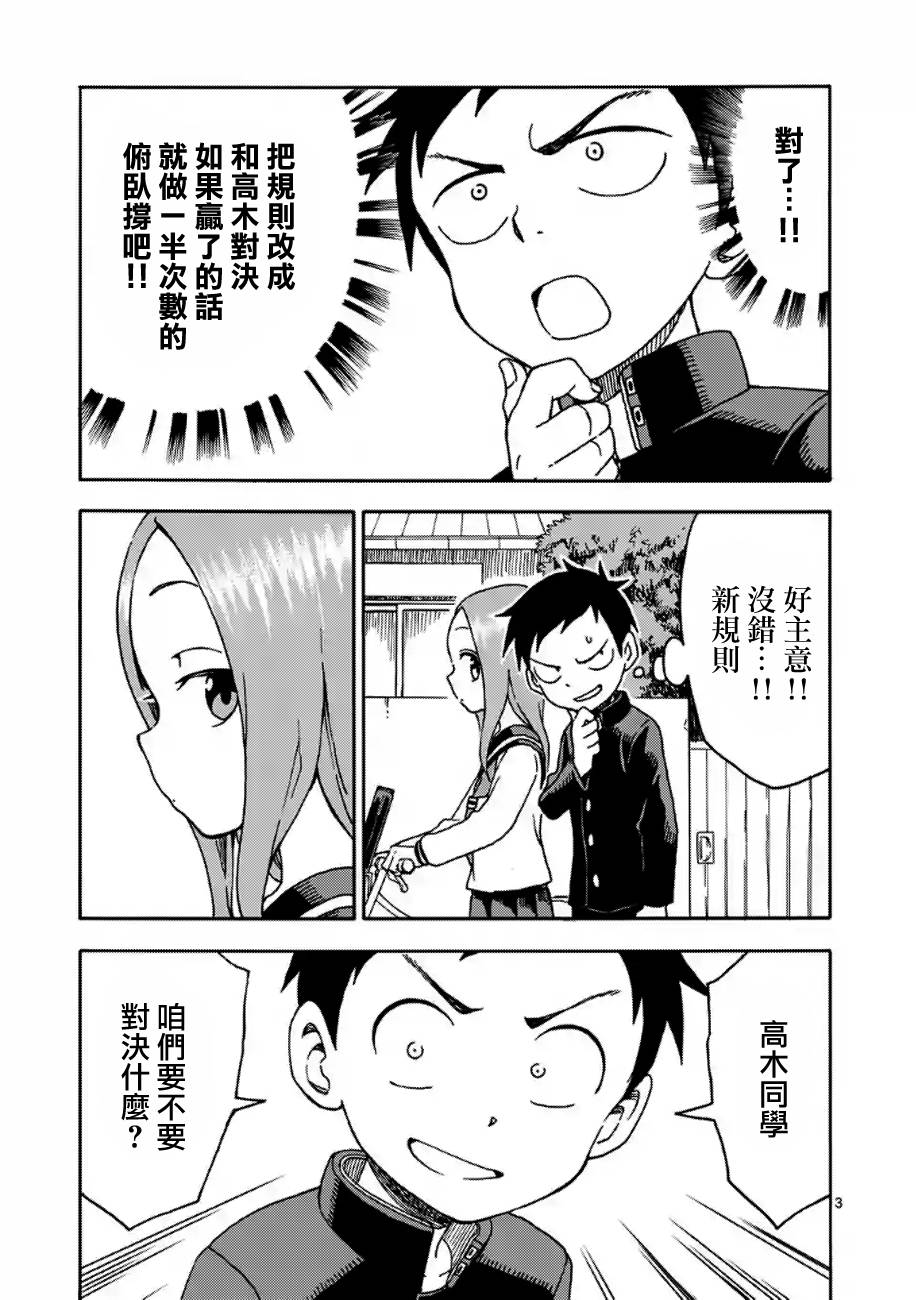 對了…!!
把規則改成
和高木對決
如果贏了的話
就做一半次數的
俯臥撐吧!!
好主意!!
沒錯…!!
新規則
高木同學
咱們要不要
對決什麼?
3